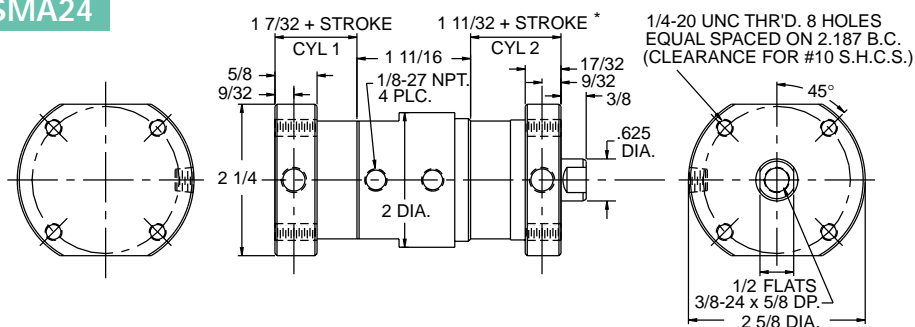 SMA24
1 7/32 + STROKE
CYL 1
1 11/16
1 11/32 + STROKE *
CYL 2
5/8
9/32
1/8-27 NPT.
4 PLC.
17/32
9/32
3/8
.625
DIA.
2 1/4
2 DIA.
1/4-20 UNC THR'D. 8 HOLES
EQUAL SPACED ON 2.187 B.C.
(CLEARANCE FOR #10 S.H.C.S.)
45°
1/2 FLATS
3/8-24 x 5/8 DP.
2 5/8 DIA.